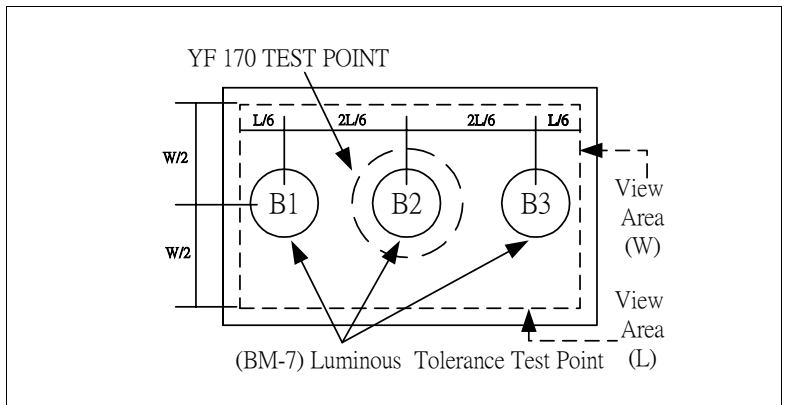 YF 170 TEST POINT
L/6 2L/6 2L/6 L/6
W/2
B1 B2 B3
View
Area
(W)
W/2
View
Area
(L)
(BM-7) Luminous Tolerance Test Point